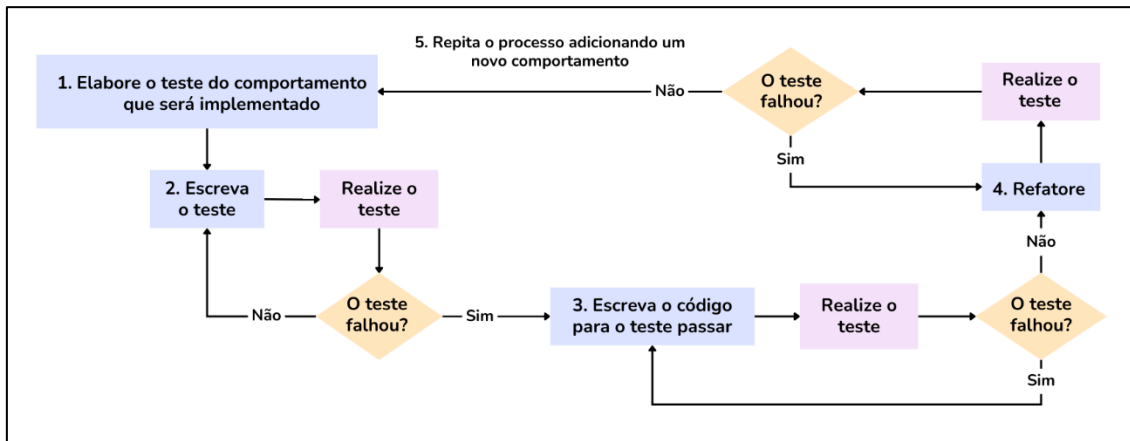 5. Repita o processo adicionando um
novo comportamento
1. Elabore o teste do comportamento
que será implementado
Não
O teste
falhou?
Realize o
teste
Sim
2. Escreva
o teste
Realize o
teste
4. Refatore
Não
Não
O teste
falhou?
Sim
3. Escreva o código
para o teste passar
Realize o
teste
O teste
falhou?
Sim